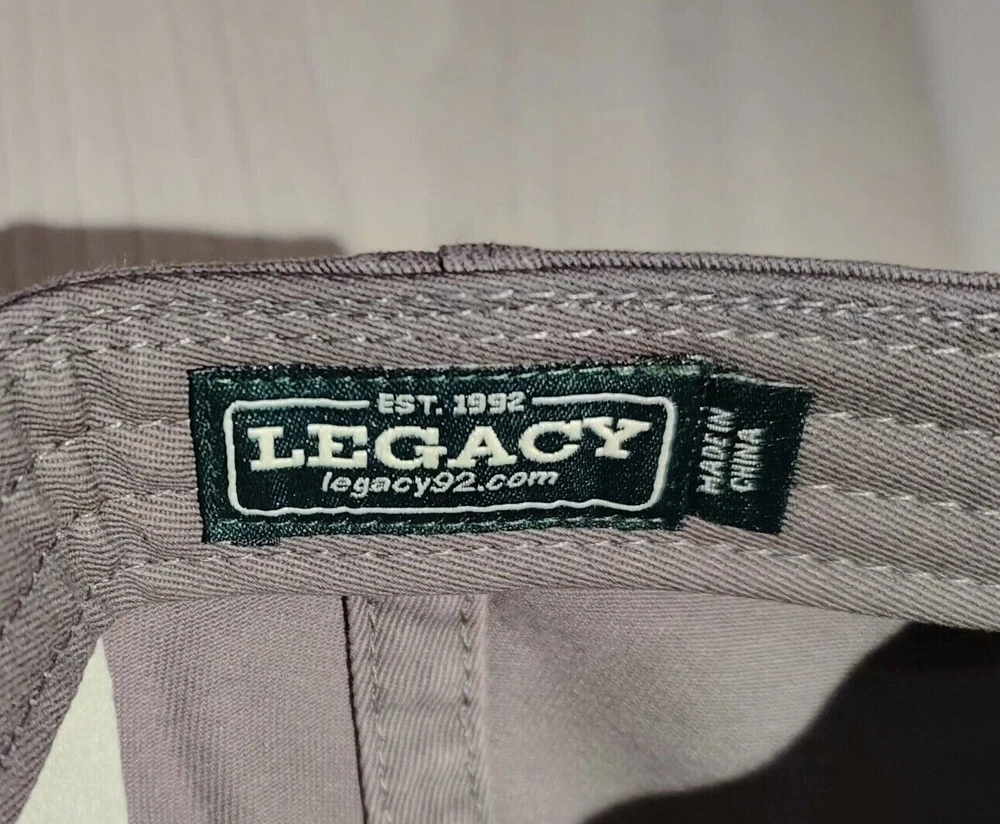 EST. 1992
LEGACY
legacy92.com
MADE IN
CHINA